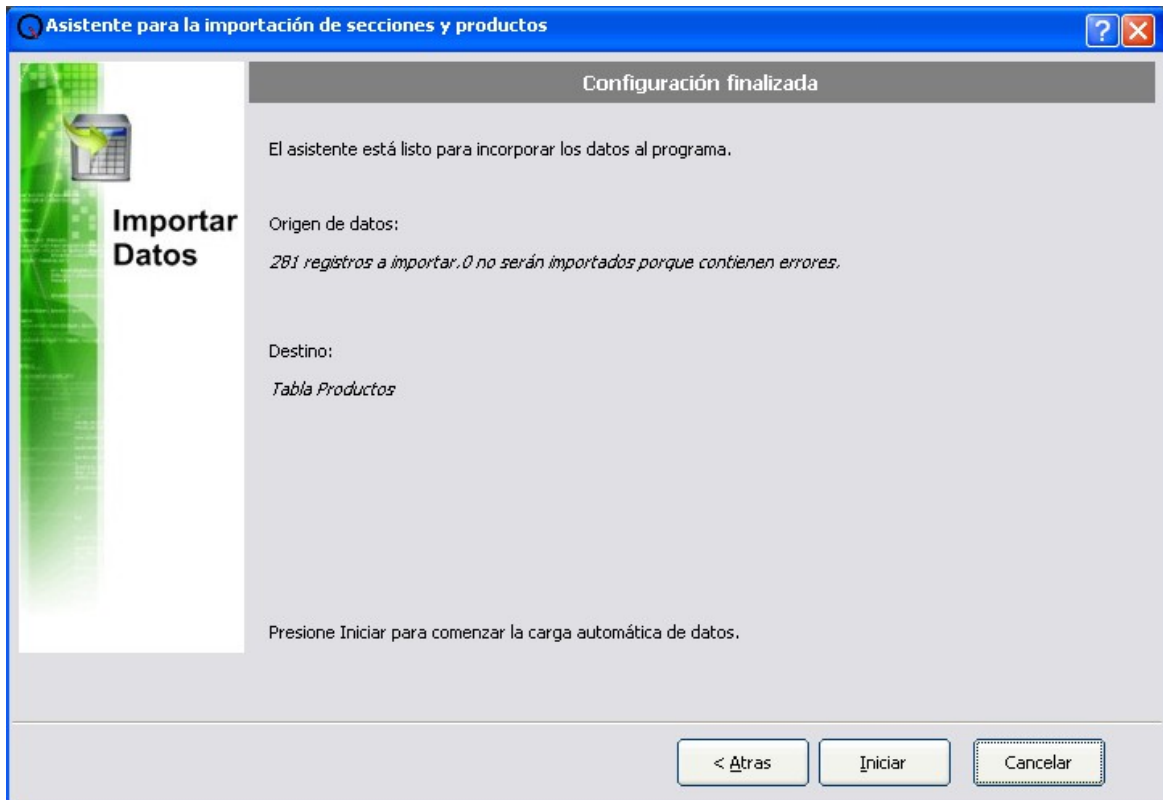 Asistente para la importación de secciones y productos
Configuración finalizada
Importar
Datos
El asistente está listo para incorporar los datos al programa.
Origen de datos:
281 registros a importar.0 no serán importados porque contienen errores.
Destino:
Tabla Productos
Presione Iniciar para comenzar la carga automática de datos.
< Atras Iniciar Cancelar